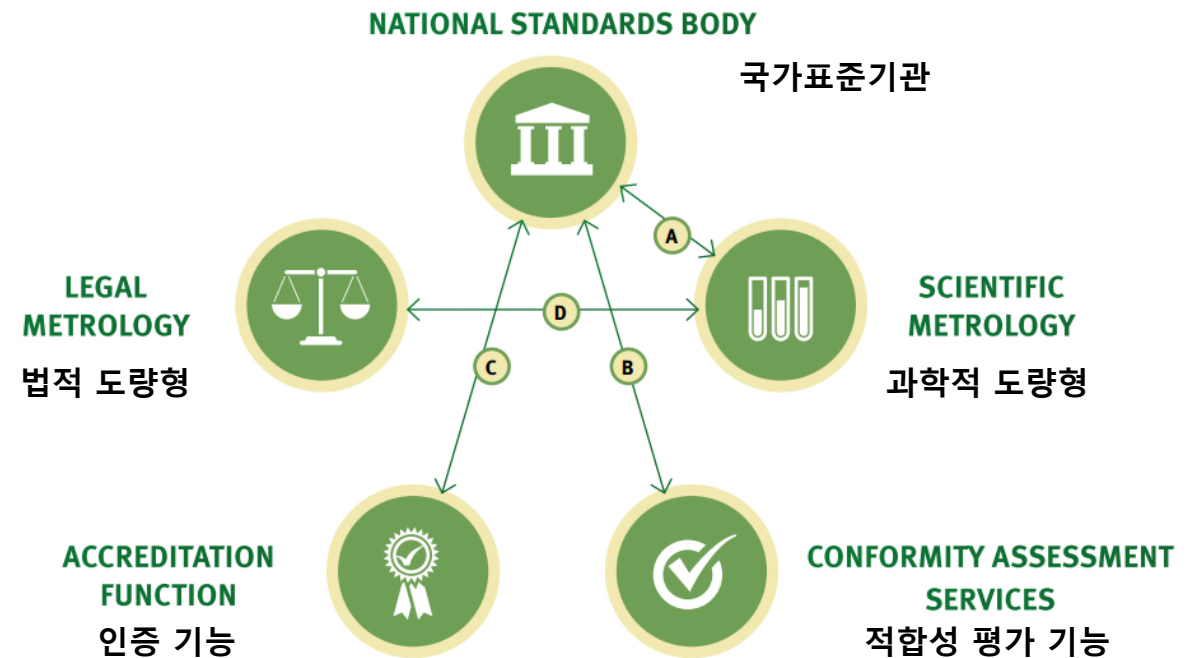 NATIONAL STANDARDS BODY
국가표준기관
A
LEGAL
METROLOGY
법적 도량형
D
SCIENTIFIC
METROLOGY
과학적 도량형
C
B
ACCREDITATION
FUNCTION
인증 기능
CONFORMITY ASSESSMENT
SERVICES
적합성 평가 기능